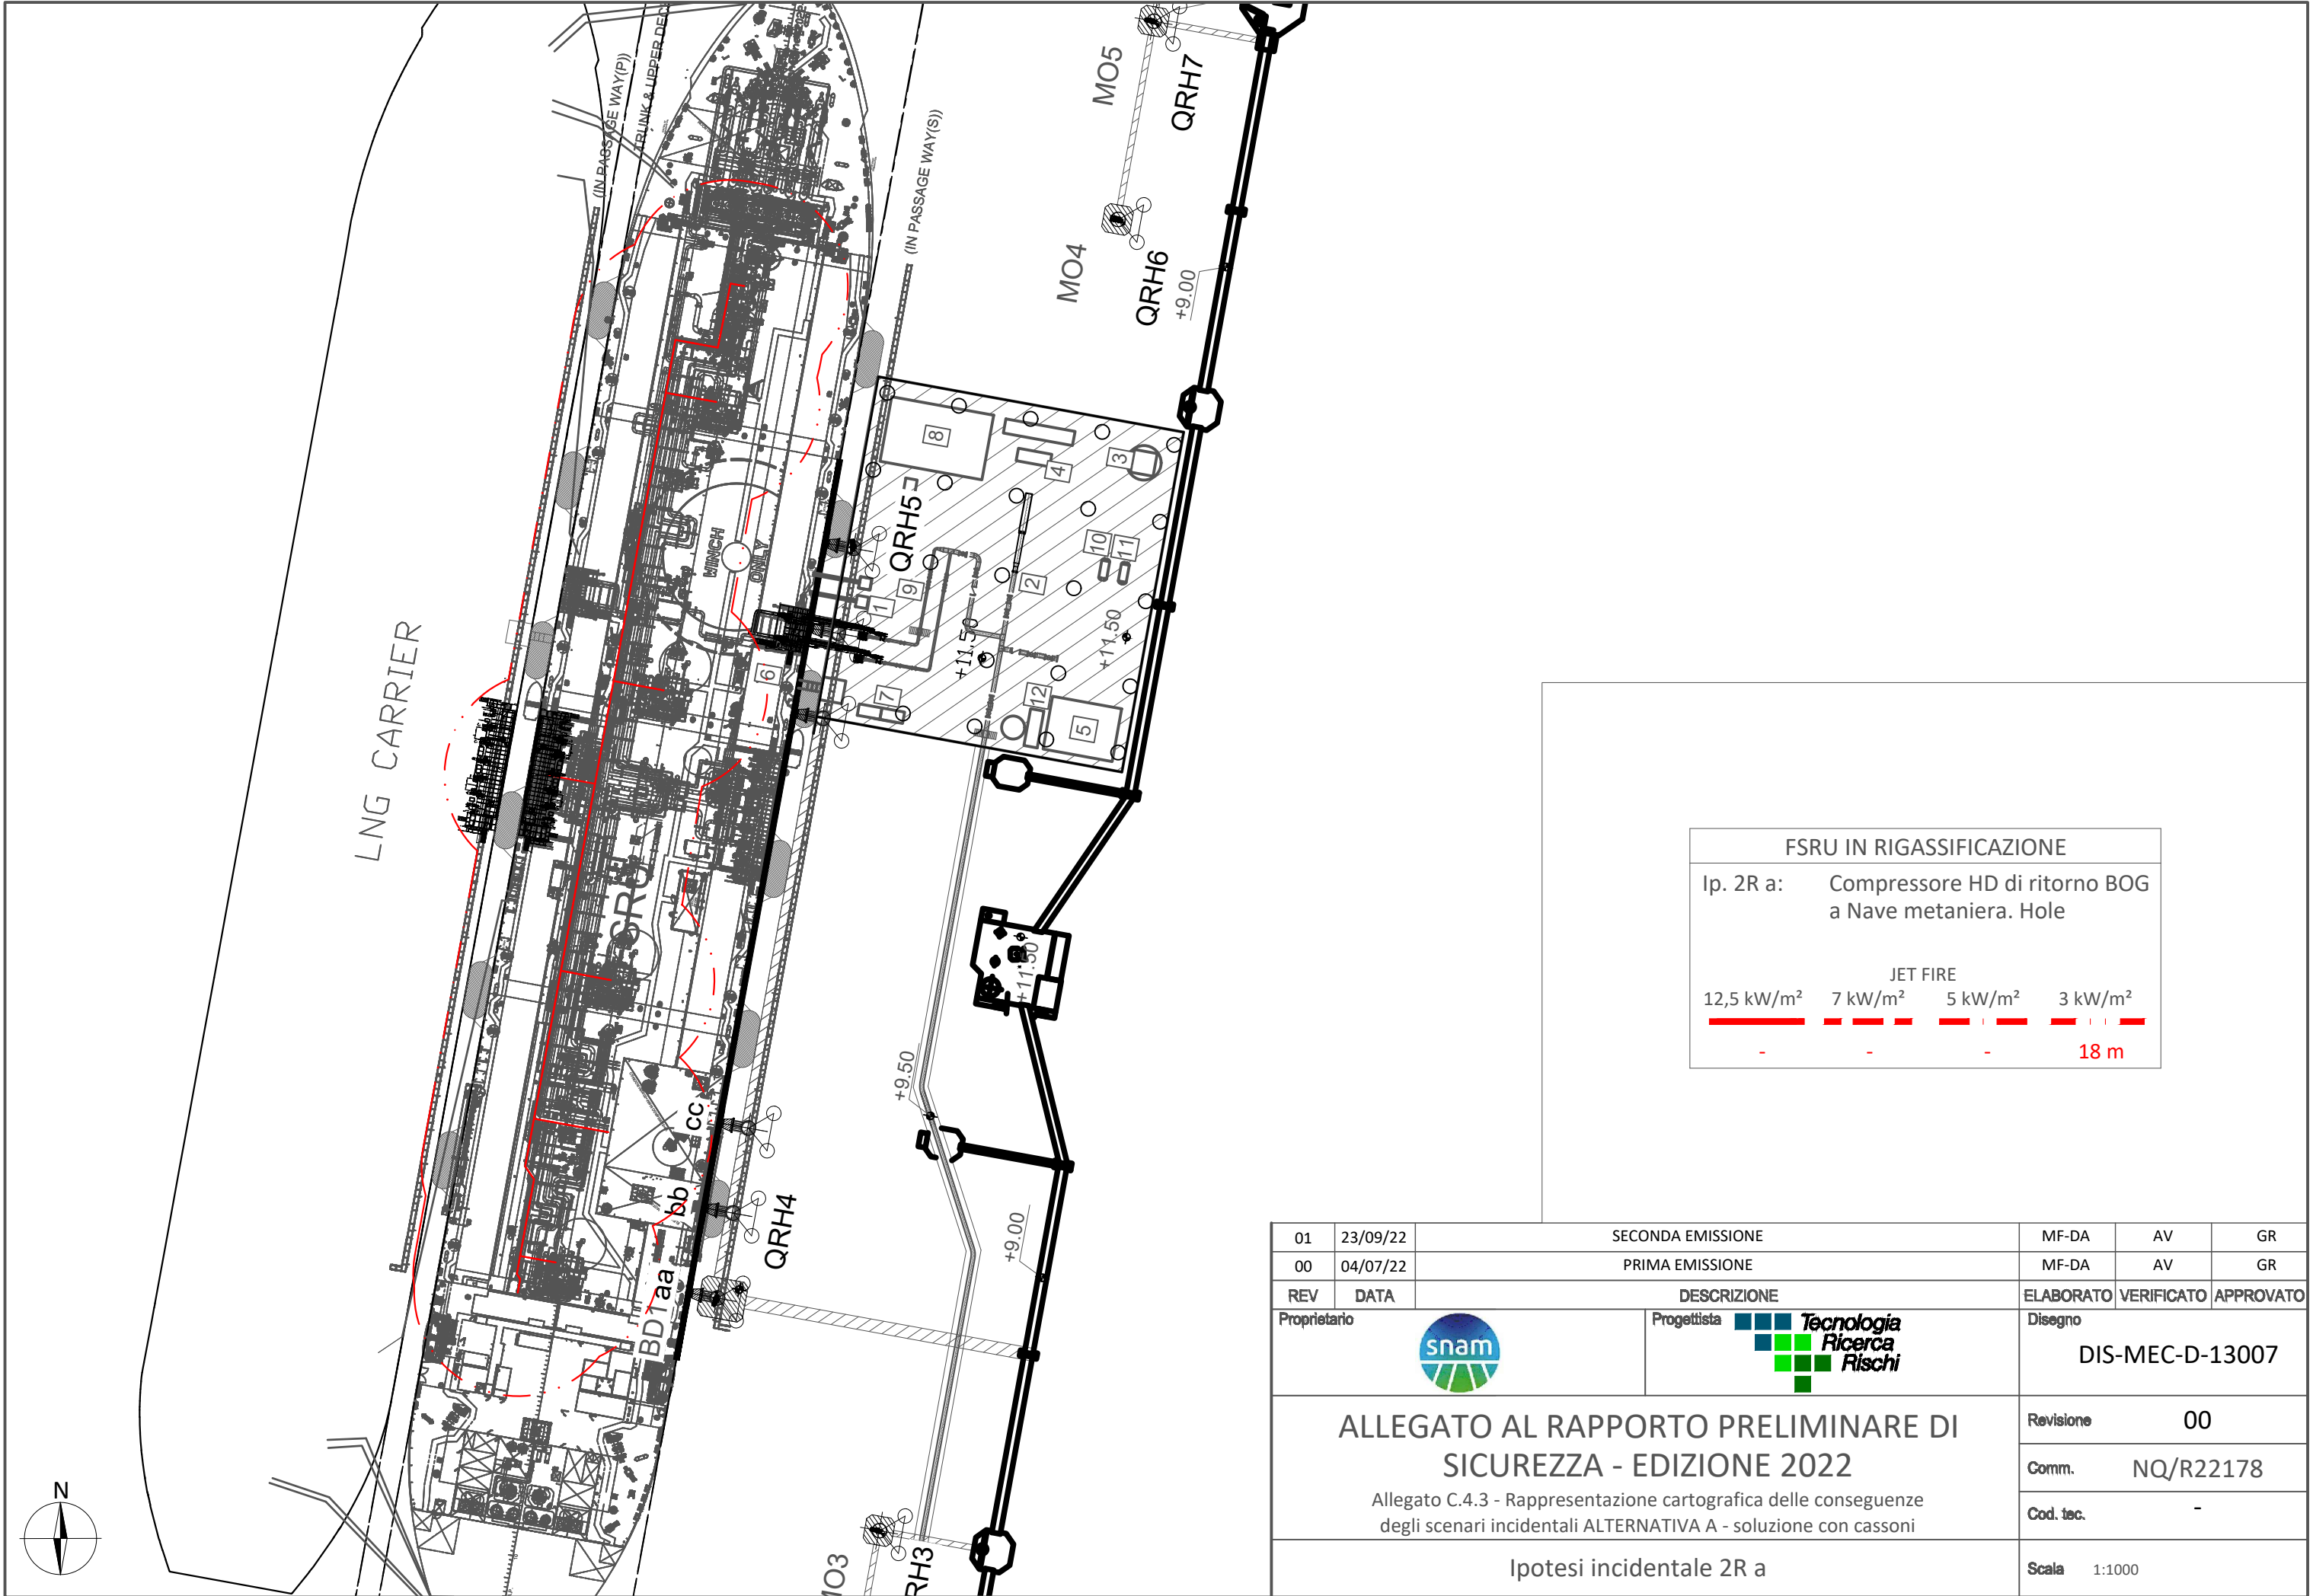 (IN PASSAGE WAY(P))
TRUNK & UPPER DEC
(IN PASSAGE WAY(S))
MO5
QRH7
MO4
QRH6
+9.00
8
4
3
QRH5
WINCH
ONLY
10
11
9
1
2
+11.50
+11.50
6
7
12
5
LNG CARRIER
SRU
+11.50
+9.50
cc
bb
aa
BDT
QRH4
+9.00
MO3
RH3
N
FSRU IN RIGASSIFICAZIONE
Ip. 2R a: Compressore HD di ritorno BOG
a Nave metaniera. Hole
JET FIRE
12,5 kW/m² 7 kW/m² 5 kW/m² 3 kW/m²
- - - 18 m
01 23/09/22 SECONDA EMISSIONE MF-DA AV GR
00 04/07/22 PRIMA EMISSIONE MF-DA AV GR
REV DATA DESCRIZIONE ELABORATO VERIFICATO APPROVATO
Proprietario
snam
Progettista
Tecnologia
Ricerca
Rischi
Disegno
DIS-MEC-D-13007
ALLEGATO AL RAPPORTO PRELIMINARE DI
SICUREZZA - EDIZIONE 2022
Allegato C.4.3 - Rappresentazione cartografica delle conseguenze
degli scenari incidentali ALTERNATIVA A - soluzione con cassoni
Ipotesi incidentale 2R a
Revisione 00
Comm. NQ/R22178
Cod. tec. -
Scala 1:1000